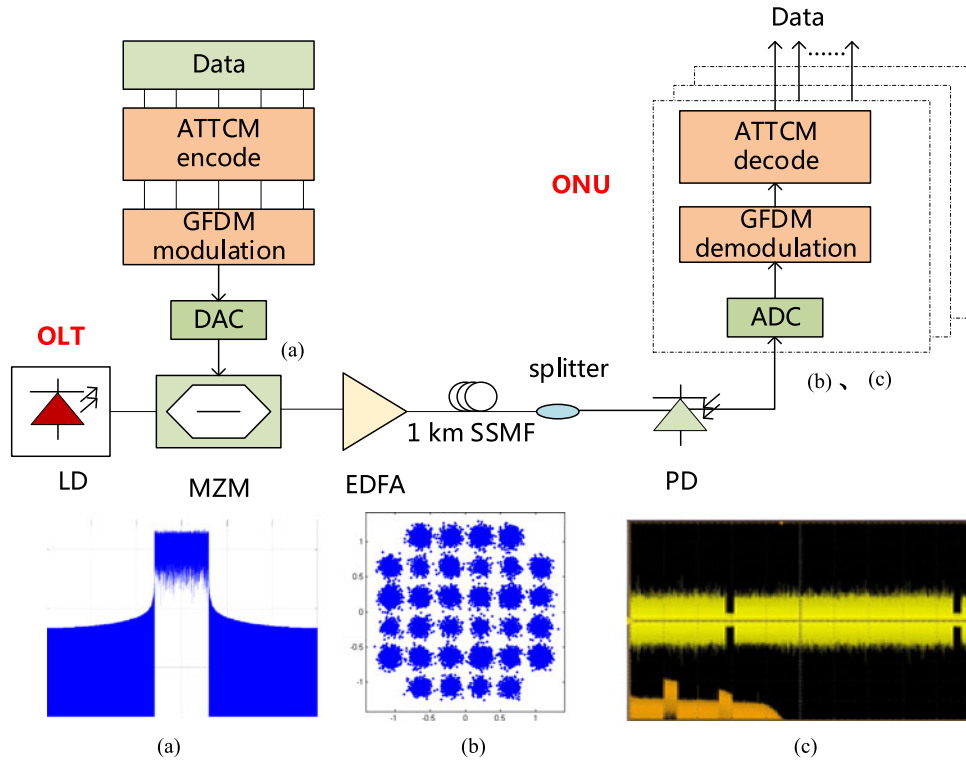 Data
ATTCM
encode
GFDM
modulation
DAC
(a)
OLT
LD
MZM
EDFA
1 km SSMF
splitter
PD
ONU
Data
......
ATTCM
decode
GFDM
demodulation
ADC
(b) 、 (c)
1
0.5
0
-0.5
-1
-1
-0.5
0
0.5
1
(a)
(b)
(c)